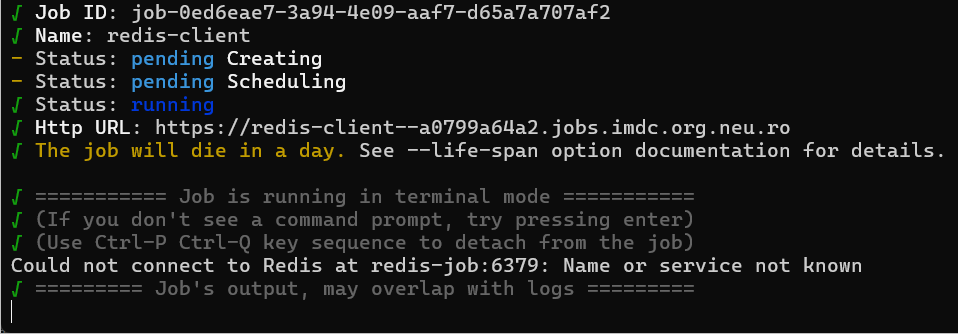 √ Job ID: job-0ed6eae7-3a94-4e09-aaf7-d65a7a707af2
√ Name: redis-client
- Status: pending Creating
- Status: pending Scheduling
√ Status: running
√ Http URL: https://redis-client--a0799a64a2.jobs.imdc.org.neu.ro
√ The job will die in a day. See --life-span option documentation for details.
√ =========== Job is running in terminal mode ===========
√ (If you don't see a command prompt, try pressing enter)
√ (Use Ctrl-P Ctrl-Q key sequence to detach from the job)
Could not connect to Redis at redis-job:6379: Name or service not known
√ ========= Job's output, may overlap with logs =========